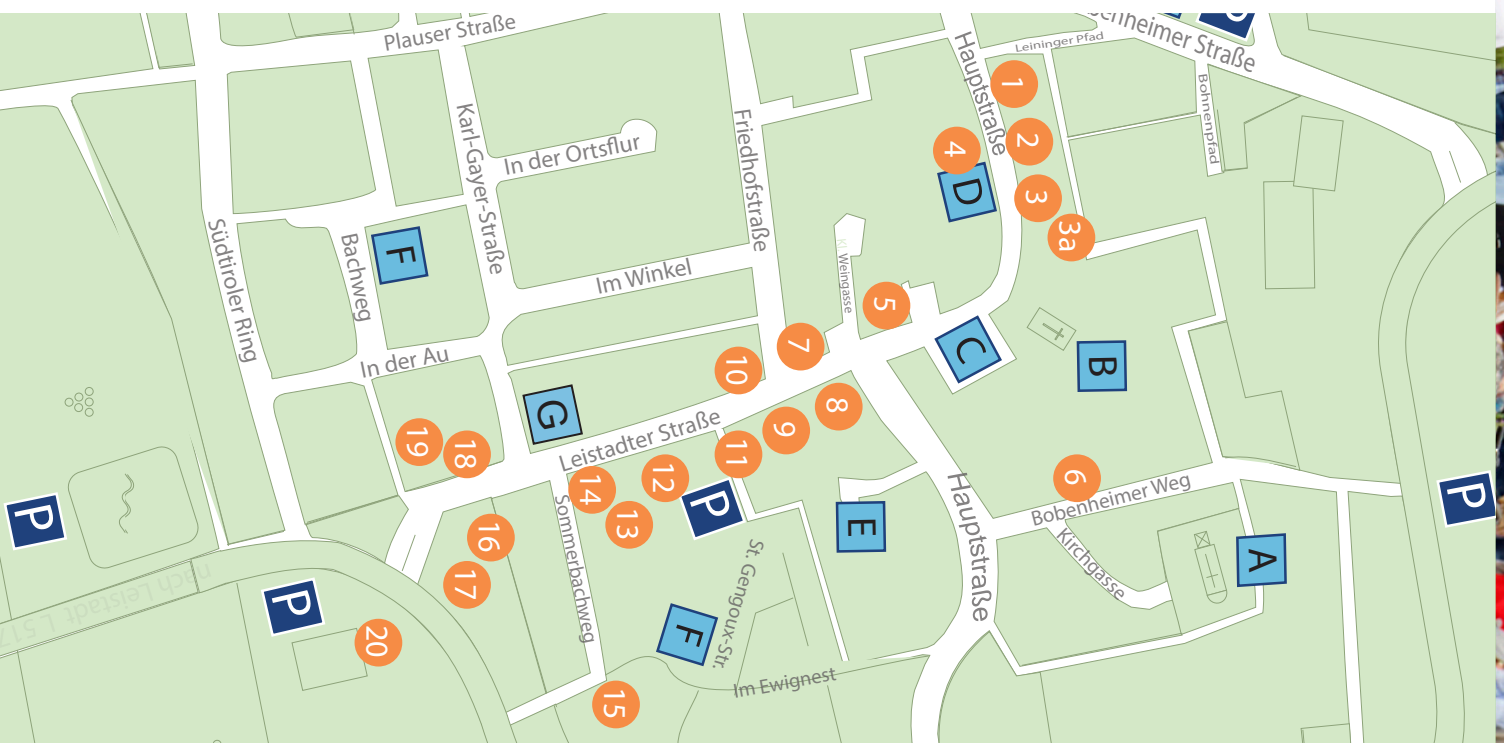 Plauser Straße
Hauptstraße
Leininger Pfad
benheimer Straße
P
Bohnenpfad
1
2
3
3a
4
D
Karl-Gayer-Straße
In der Ortsflur
Friedhofstraße
Südtiroler Ring
Bachweg
F
Im Winkel
Kl. Weingasse
5
C
B
In der Au
7
10
8
9
G
Leistadter Straße
11
12
14
13
P
19
18
16
17
Sommerbachweg
E
Hauptstraße
6
Bobenheimer Weg
Kirchgasse
A
P
P
nach Leistadt L 517
P
20
St. Gengoux-Str.
F
Im Ewignest
15